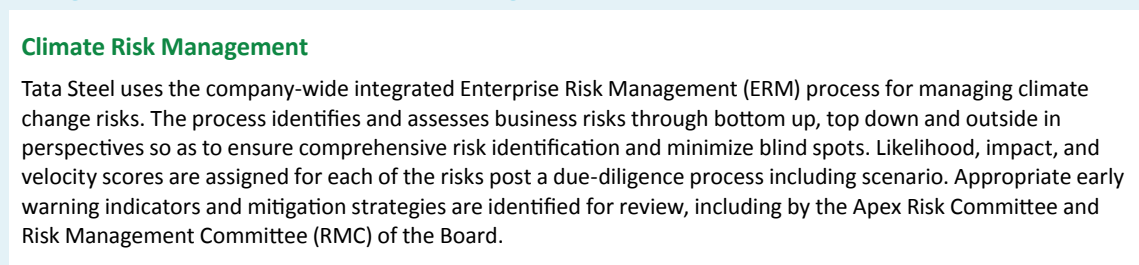 Climate Risk Management
Tata Steel uses the company-wide integrated Enterprise Risk Management (ERM) process for managing climate
change risks. The process identifies and assesses business risks through bottom up, top down and outside in
perspectives so as to ensure comprehensive risk identification and minimize blind spots. Likelihood, impact, and
velocity scores are assigned for each of the risks post a due-diligence process including scenario. Appropriate early
warning indicators and mitigation strategies are identified for review, including by the Apex Risk Committee and
Risk Management Committee (RMC) of the Board.